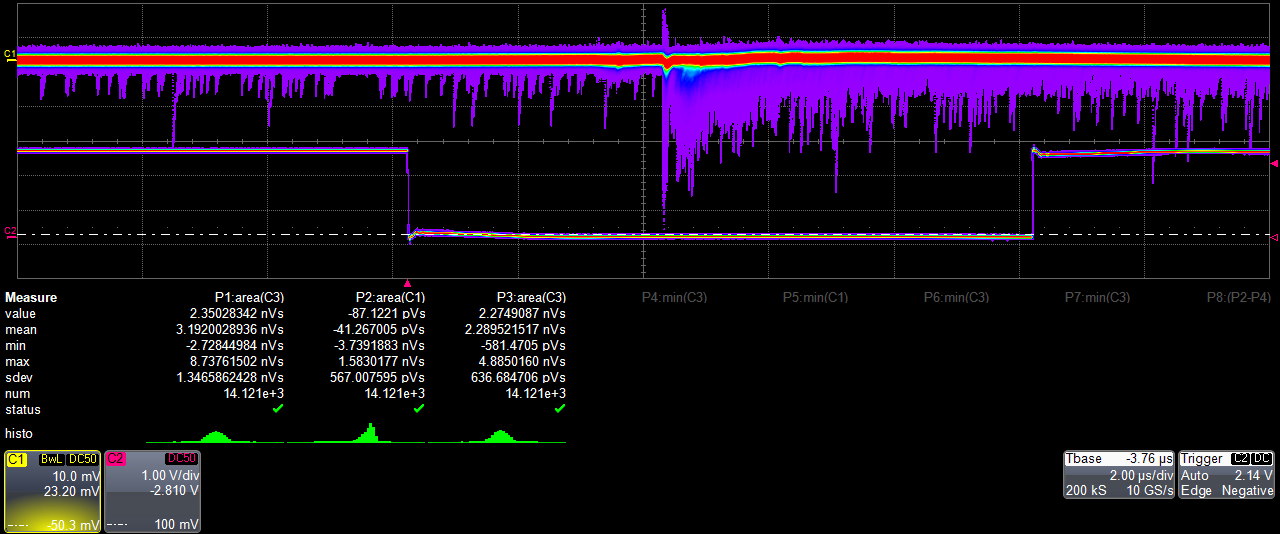 C1
C2
Measure P1:area(C3) P2:area(C1) P3:area(C3) P4:min(C3) P5:min(C1) P6:min(C3) P7:min(C3) P8:(P2-P4)
value 2.35028342 nVs -87.1221 pVs 2.2749087 nVs
mean 3.1920028936 nVs -41.267005 pVs 2.289521517 nVs
min -2.72844984 nVs -3.7391883 nVs -581.4705 pVs
max 8.73761502 nVs 1.5830177 nVs 4.8850160 nVs
sdev 1.3465862428 nVs 567.007595 pVs 636.684706 pVs
num 14.121e+3 14.121e+3 14.121e+3
status
histo
C1 BwL DC50
10.0 mV
23.20 mV
-50.3 mV
C2 DC50
1.00 V/div
-2.810 V
100 mV
Tbase -3.76 µs
2.00 µs/div
200 kS 10 GS/s
Trigger C2 DC
Auto 2.14 V
Edge Negative